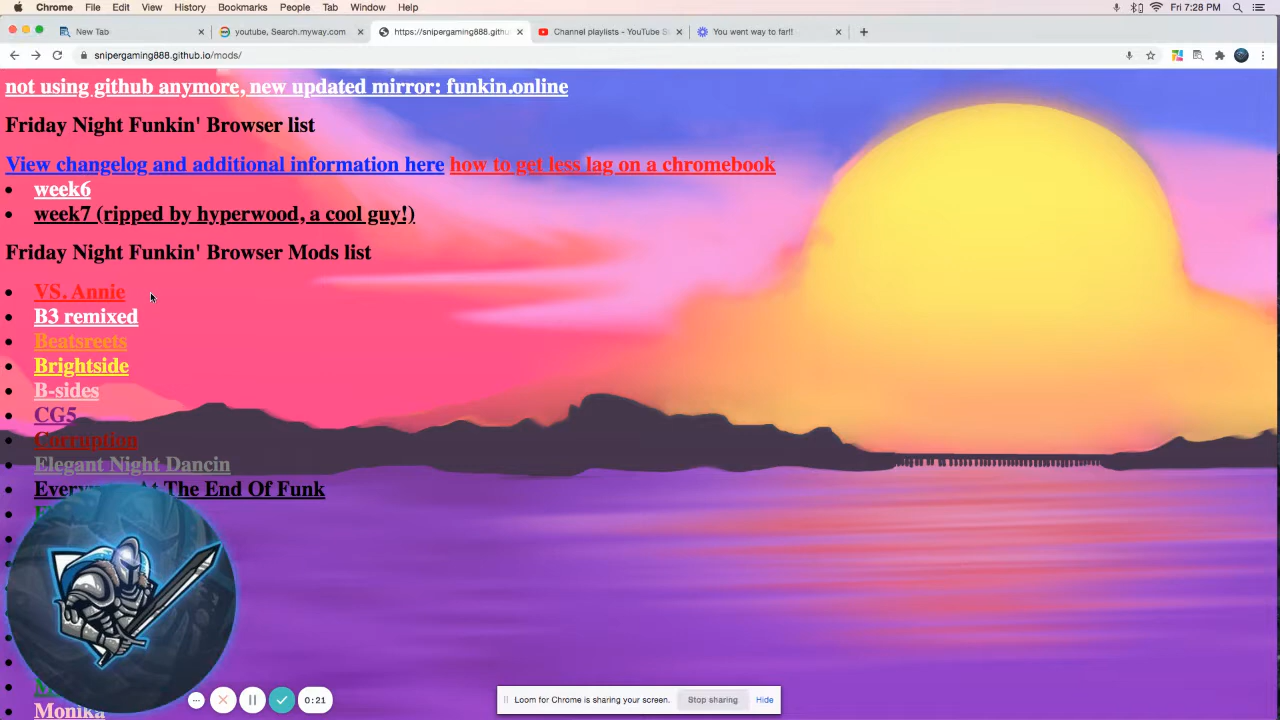 Chrome File Edit View History Bookmarks People Tab Window Help Fri 7:28 PM
New Tab youtube, Search.myway.com https://snipergaming888.github. Channel playlists - YouTube S You went way to far!!
snipergaming888.github.io/mods/
not using github anymore, new updated mirror: funkin.online
Friday Night Funkin' Browser list
View changelog and additional information here how to get less lag on a chromebook
week6
week7 (ripped by hyperwood, a cool guy!)
Friday Night Funkin' Browser Mods list
VS. Annie
B3 remixed
Beatsreets
Brightside
B-sides
CG5
Corruption
Elegant Night Dancin
At The End Of Funk
Monika
0:21
Loom for Chrome is sharing your screen. Stop sharing Hide